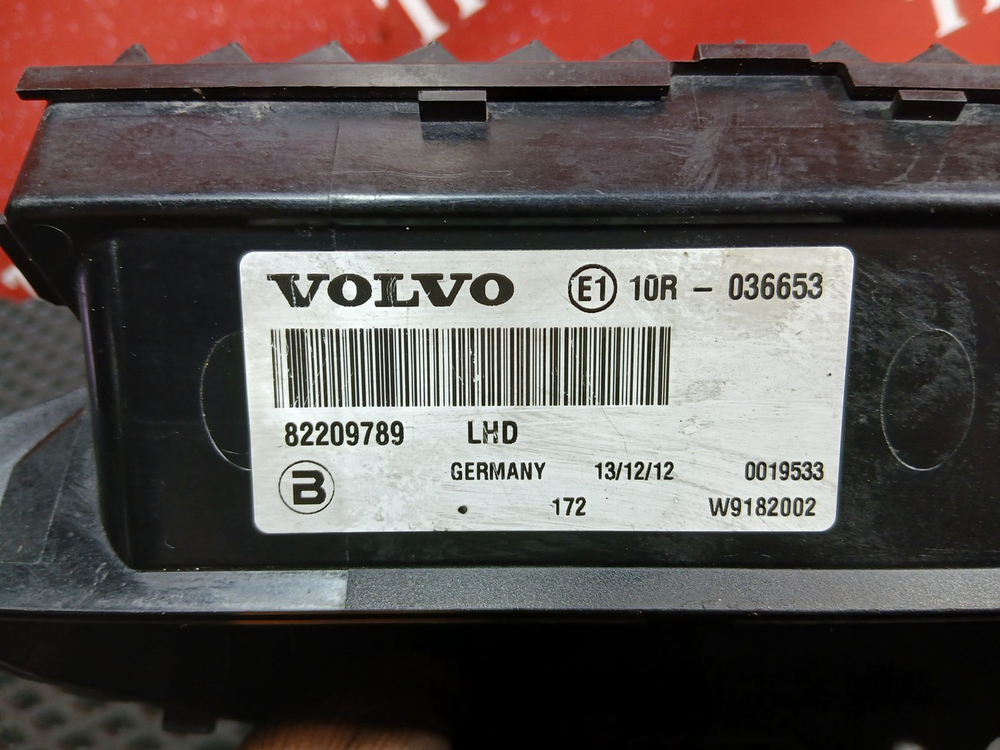 VOLVO E1 10R - 036653
82209789 LHD
B GERMANY 13/12/12 0019533
172 W9182002